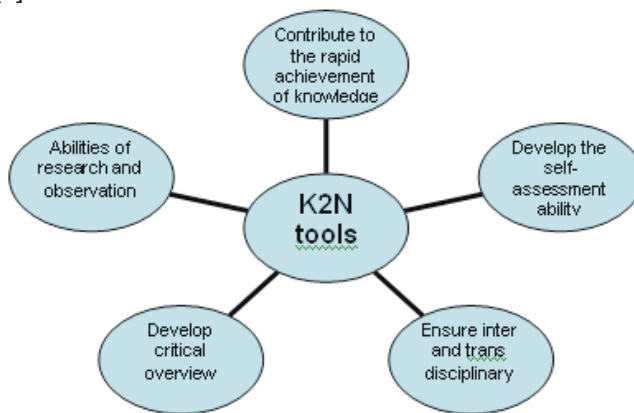 Contribute to
the rapid
achievement
of knowledge
Abilities of
research and
observation
Develop the
self-
assessment
ability
K2N
tools
Develop
critical
overview
Ensure inter
and trans
disciplinary